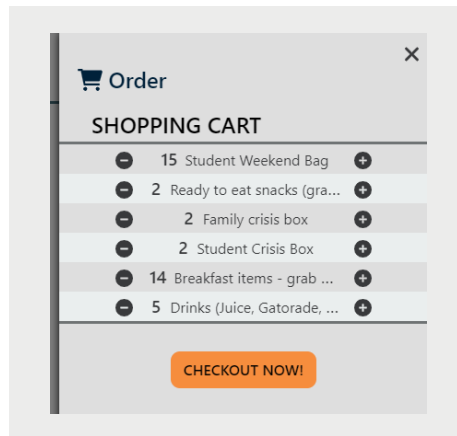 Order
SHOPPING CART
15 Student Weekend Bag
2 Ready to eat snacks (gra...
2 Family crisis box
2 Student Crisis Box
14 Breakfast items - grab ...
5 Drinks (Juice, Gatorade, ...
CHECKOUT NOW!